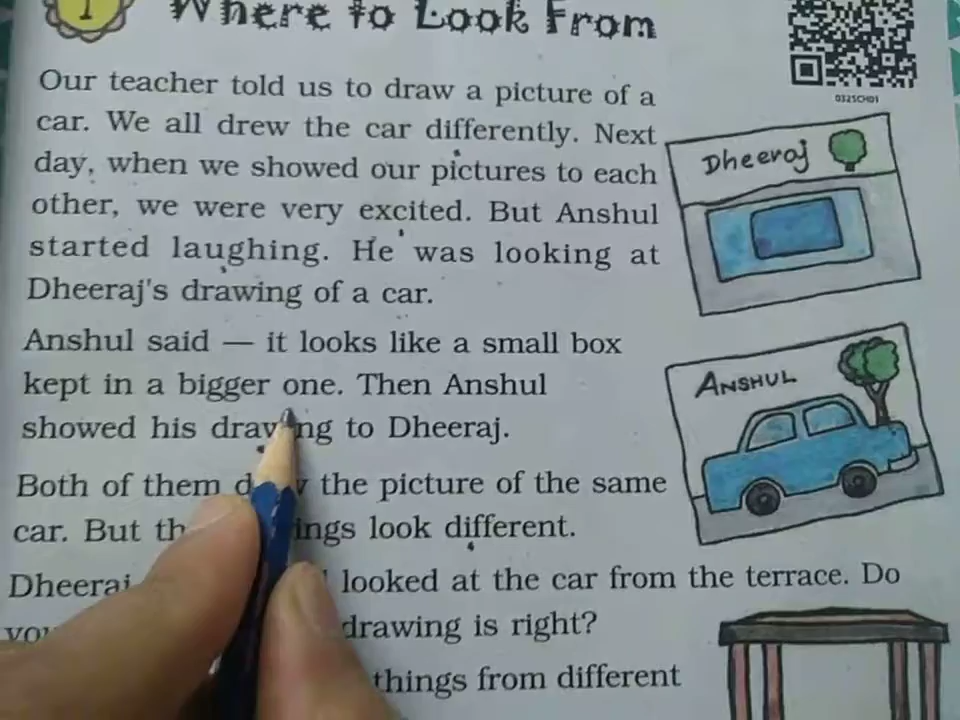 1 Where to Look From
0325CH01
Our teacher told us to draw a picture of a
car. We all drew the car differently. Next
day, when we showed our pictures to each
other, we were very excited. But Anshul
started laughing. He was looking at
Dheeraj's drawing of a car.
Dheeraj
Anshul said — it looks like a small box
kept in a bigger one. Then Anshul
showed his drawing to Dheeraj.
ANSHUL
Both of them the picture of the same
car. But look different.
Dheeraj looked at the car from the terrace. Do
drawing is right?
things from different